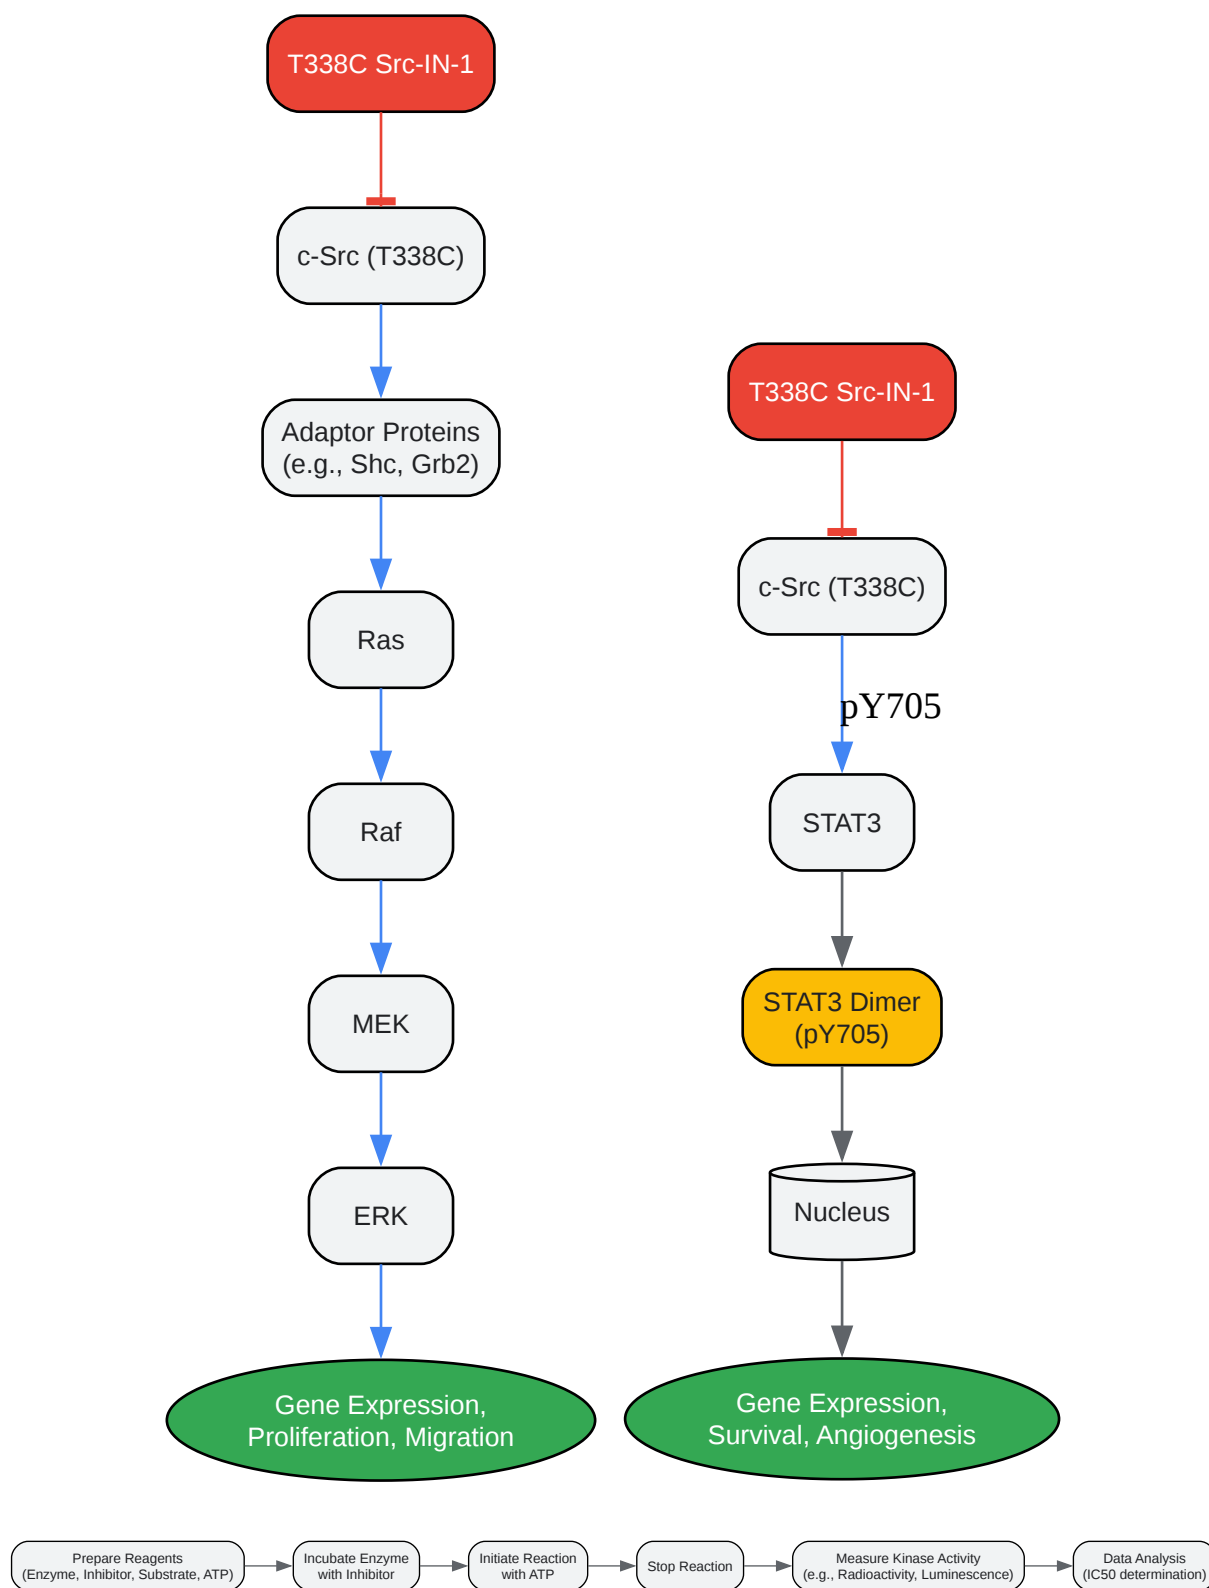 T338C Src-IN-1
c-Src (T338C)
Adaptor Proteins
(e.g., Shc, Grb2)
Ras
Raf
MEK
ERK
Gene Expression,
Proliferation, Migration
T338C Src-IN-1
c-Src (T338C)
pY705
STAT3
STAT3 Dimer
(pY705)
Nucleus
Gene Expression,
Survival, Angiogenesis
Prepare Reagents
(Enzyme, Inhibitor, Substrate, ATP)
Incubate Enzyme
with Inhibitor
Initiate Reaction
with ATP
Stop Reaction
Measure Kinase Activity
(e.g., Radioactivity, Luminescence)
Data Analysis
(IC50 determination)